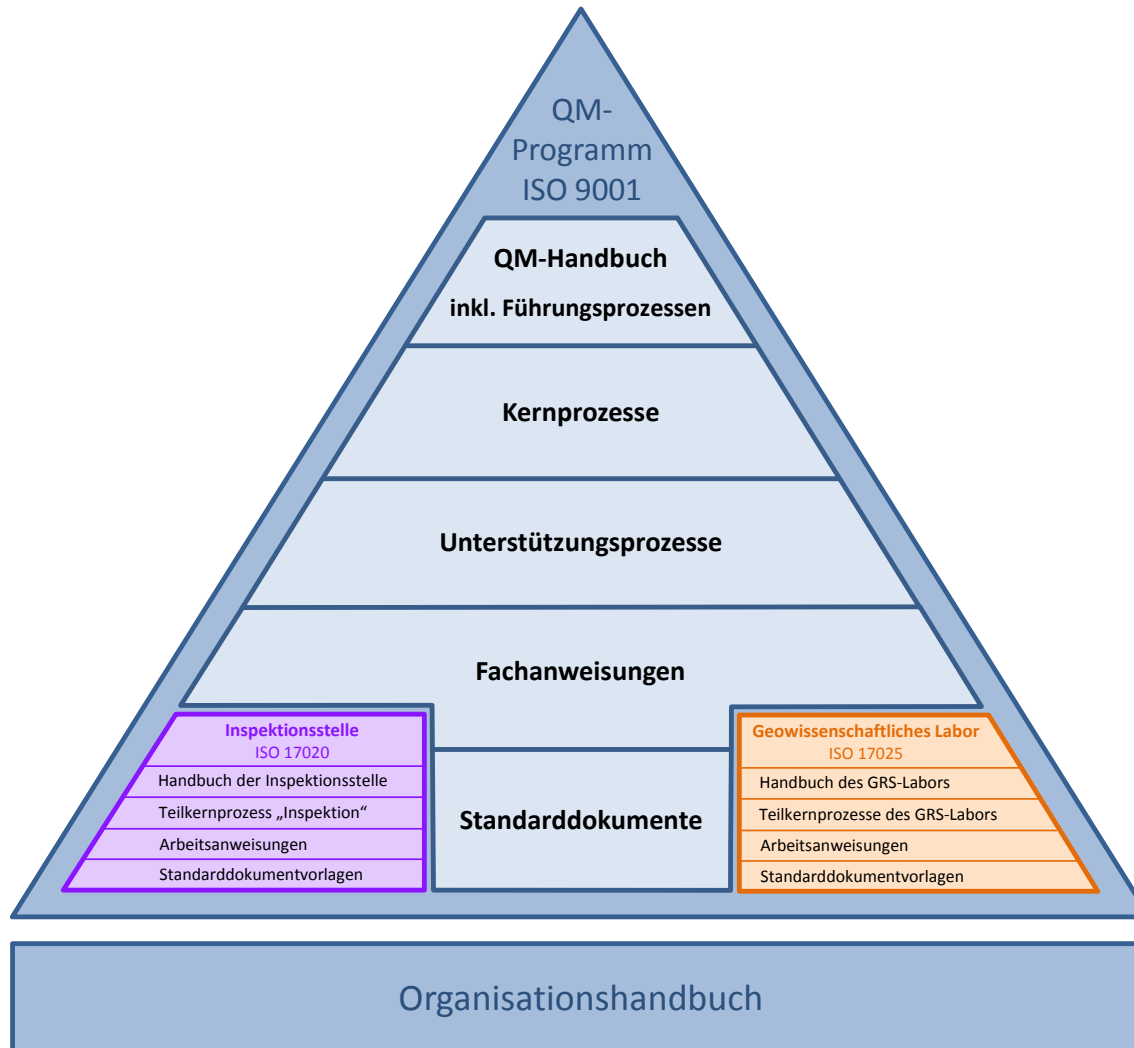 QM-
Programm
ISO 9001
QM-Handbuch
inkl. Führungsprozessen
Kernprozesse
Unterstützungsprozesse
Fachanweisungen
Inspektionsstelle
ISO 17020
Handbuch der Inspektionsstelle
Teilkernprozess „Inspektion“
Arbeitsanweisungen
Standarddokumentvorlagen
Standarddokumente
Geowissenschaftliches Labor
ISO 17025
Handbuch des GRS-Labors
Teilkernprozesse des GRS-Labors
Arbeitsanweisungen
Standarddokumentvorlagen
Organisationshandbuch